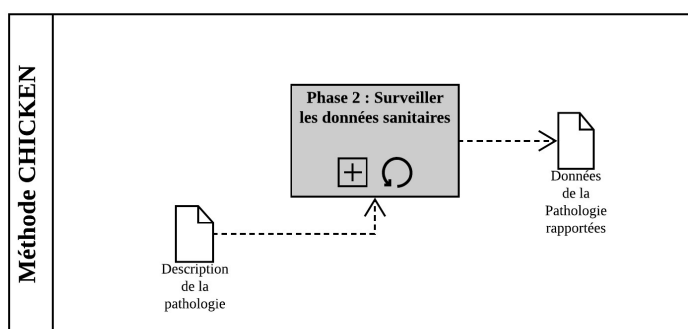 Méthode CHICKEN
Phase 2 : Surveiller
les données sanitaires
Données
de la
Pathologie
rapportées
Description
de la
pathologie